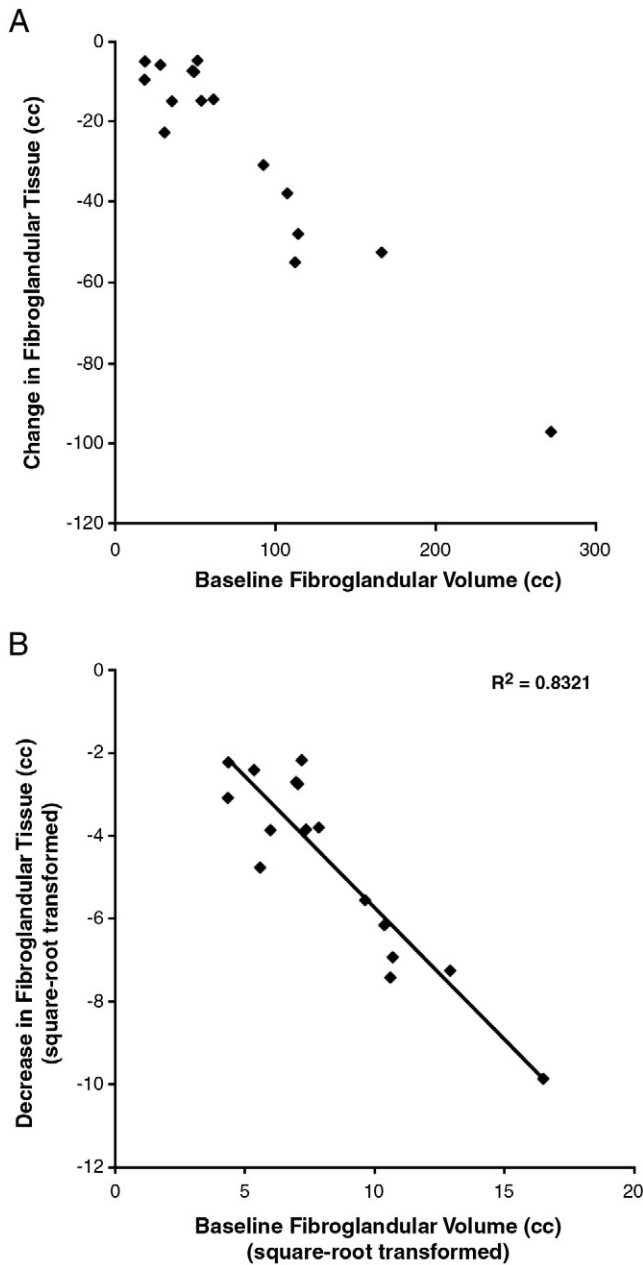 A
0
-20
-40
-60
-80
-100
-120
Change in Fibroglandular Tissue (cc)
0 100 200 300
Baseline Fibroglandular Volume (cc)
B
R² = 0.8321
0
-2
-4
-6
-8
-10
-12
Decrease in Fibroglandular Tissue (cc)
(square-root transformed)
0 5 10 15 20
Baseline Fibroglandular Volume (cc)
(square-root transformed)